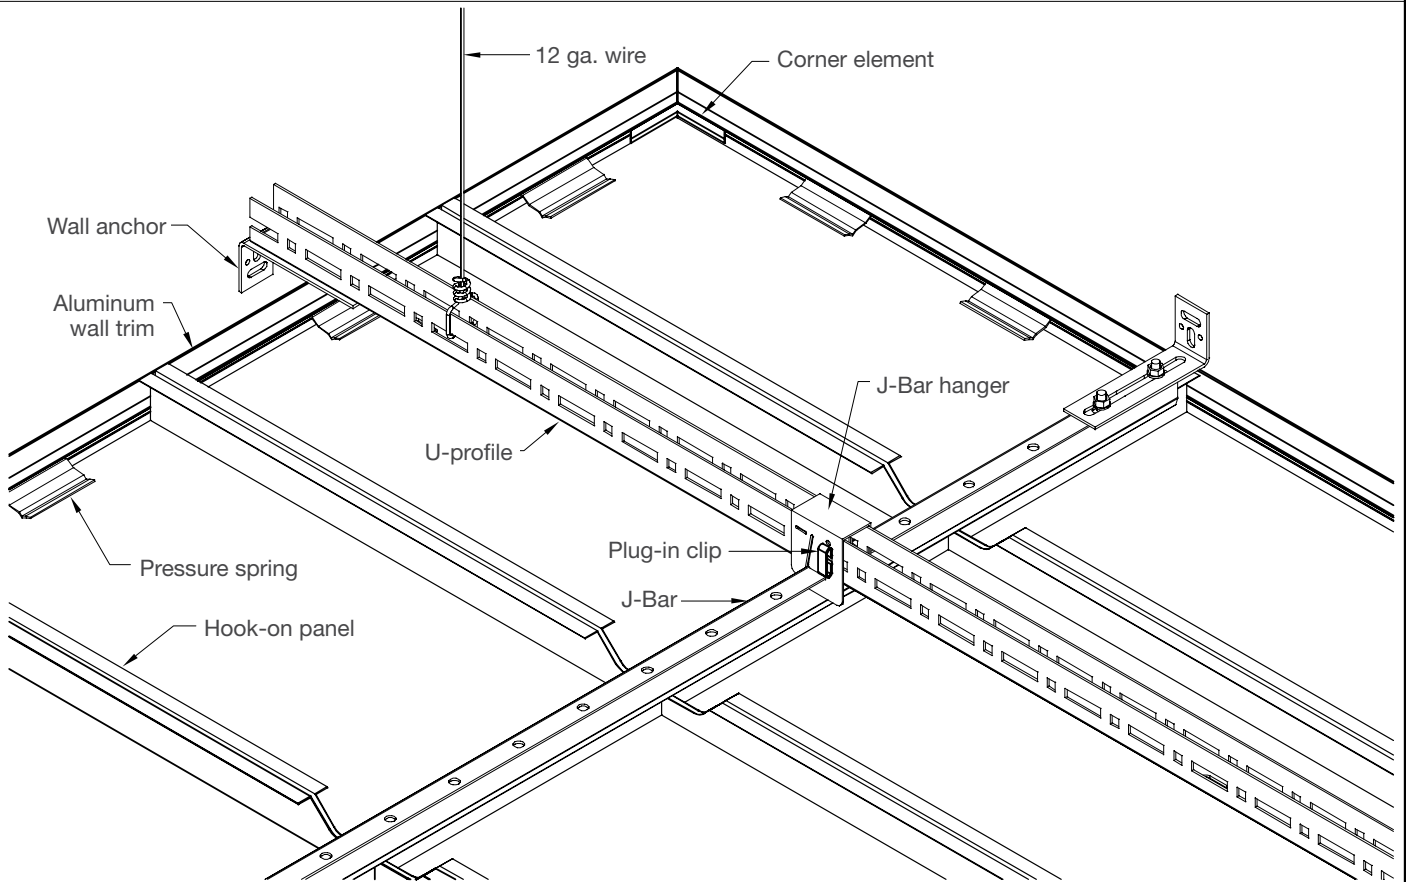 12 ga. wire
Corner element
Wall anchor
Aluminum
wall trim
J-Bar hanger
U-profile
Plug-in clip
Pressure spring
J-Bar
Hook-on panel